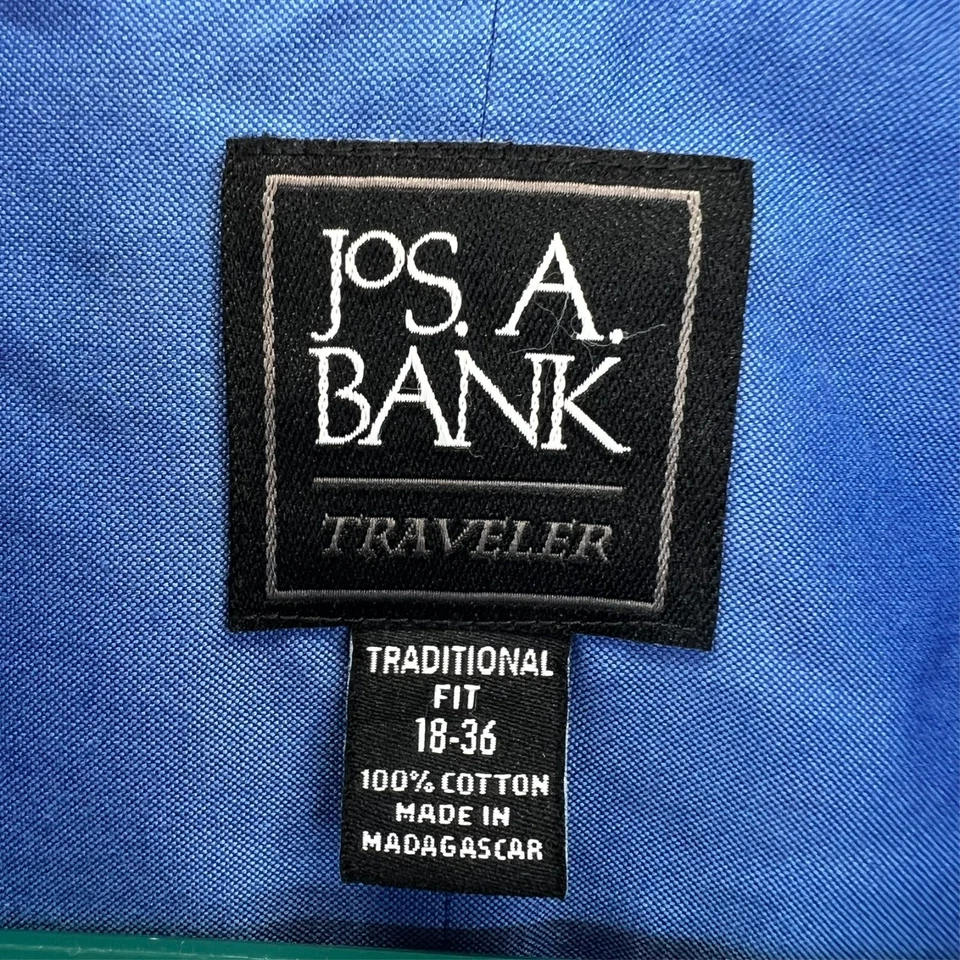 JOS. A.
BANK
TRAVELER
TRADITIONAL
FIT
18-36
100% COTTON
MADE IN
MADAGASCAR